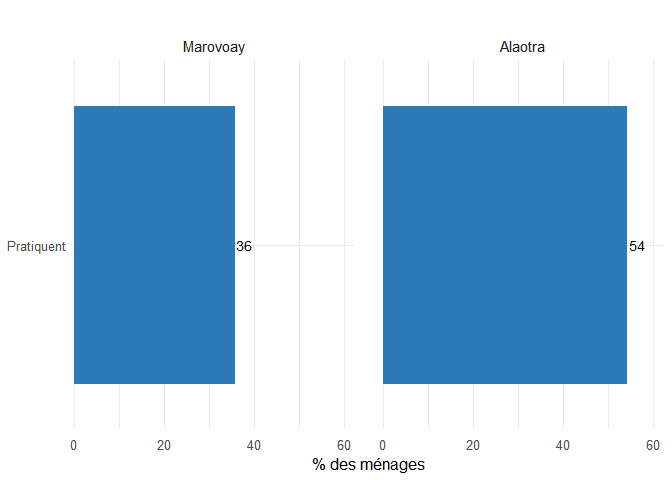 Marovoay
Alaotra
Pratiquent
36
54
0 20 40 60
0 20 40 60
% des ménages